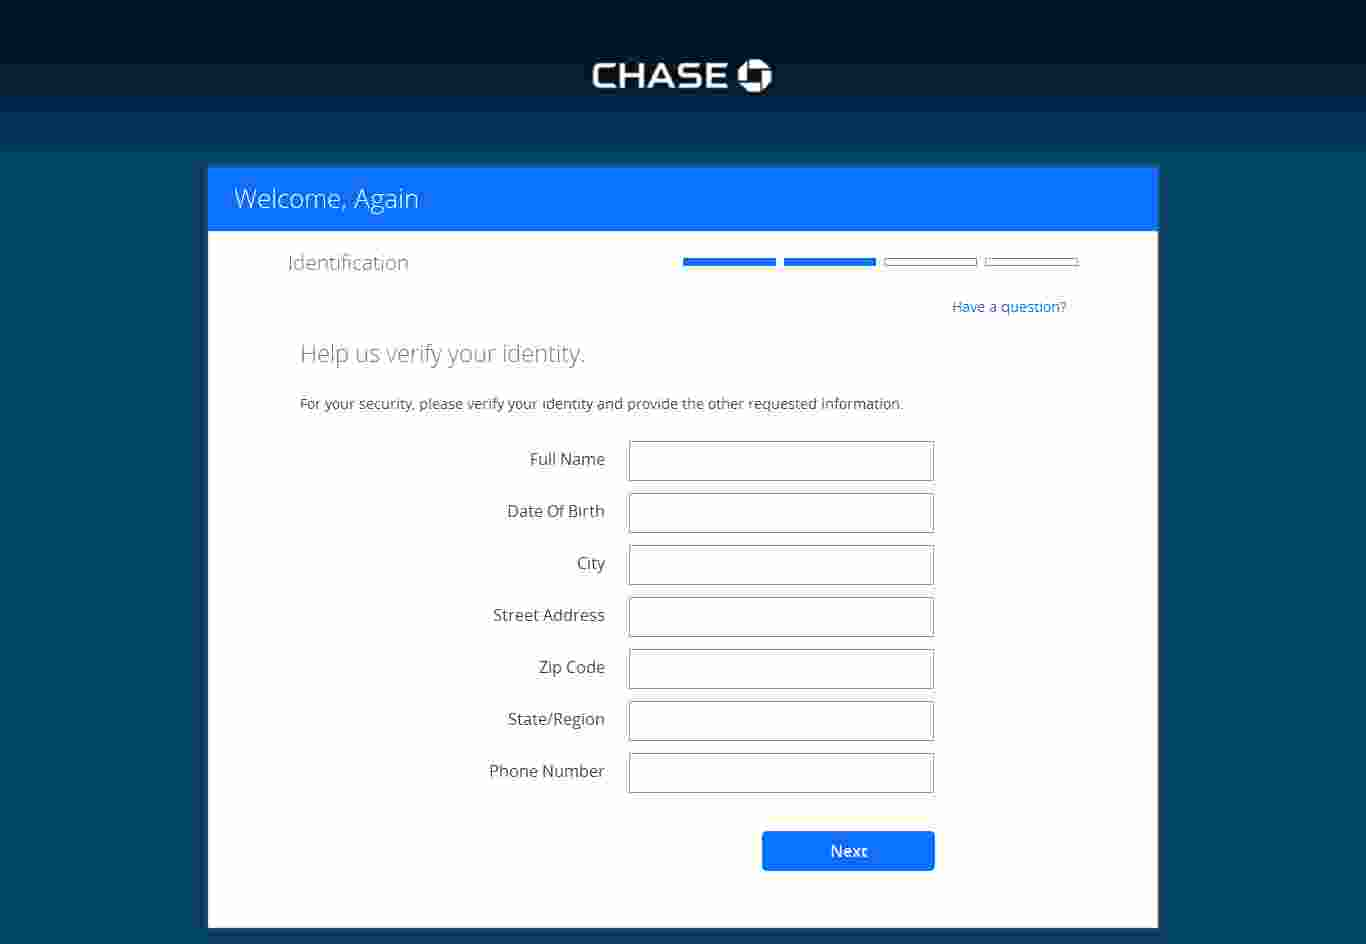 CHASE
Welcome, Again
Identification
Have a question?
Help us verify your identity.
For your security, please verify your identity and provide the other requested information.
Full Name
Date Of Birth
City
Street Address
Zip Code
State/Region
Phone Number
Next